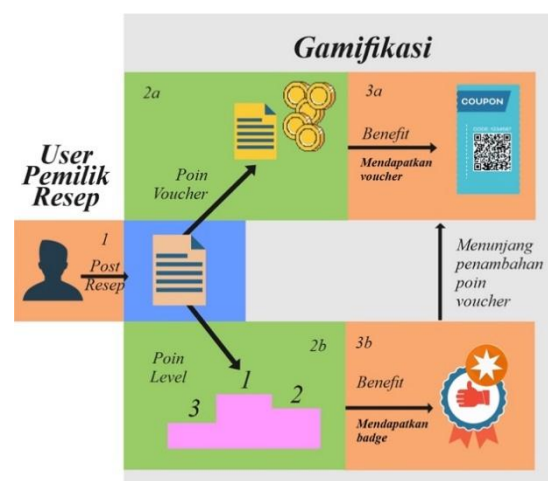 Gamifikasi
2a
3a
COUPON
Benefit
Mendapatkan
voucher
Poin
Voucher
User
Pemilik
Resep
1
Post
Resep
Menunjang
penambahan
poin
voucher
2b
3b
Poin
Level
1
2
3
Benefit
Mendapatkan
badge